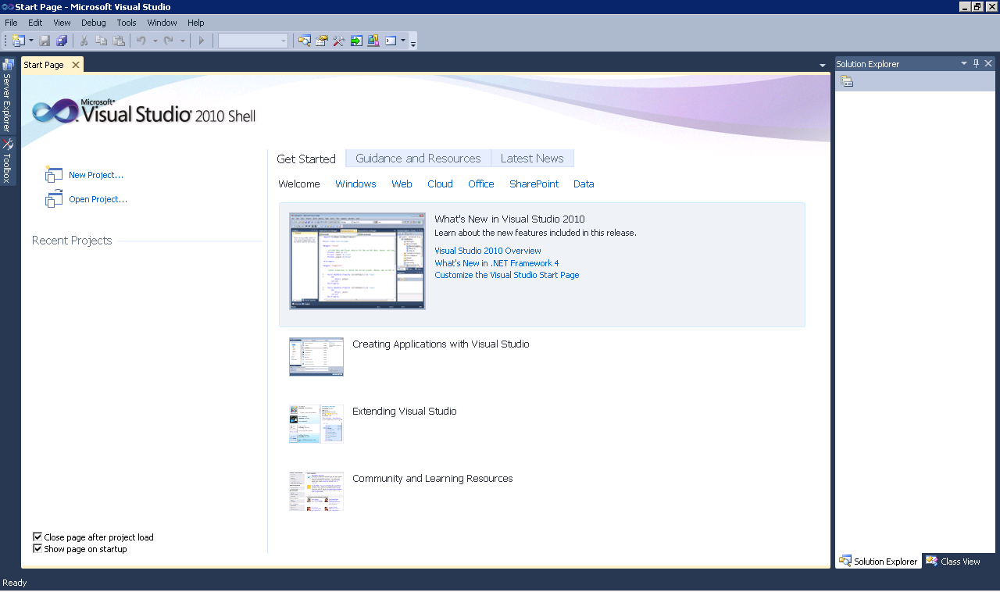 Start Page - Microsoft Visual Studio
File Edit View Debug Tools Window Help
Server Explorer
Toolbox
Start Page
Microsoft®
Visual Studio® 2010 Shell
New Project...
Open Project...
Recent Projects
Close page after project load
Show page on startup
Get Started Guidance and Resources Latest News
Welcome Windows Web Cloud Office SharePoint Data
What's New in Visual Studio 2010
Learn about the new features included in this release.
Visual Studio 2010 Overview
What's New in .NET Framework 4
Customize the Visual Studio Start Page
Creating Applications with Visual Studio
Extending Visual Studio
Community and Learning Resources
Solution Explorer
Solution Explorer Class View
Ready